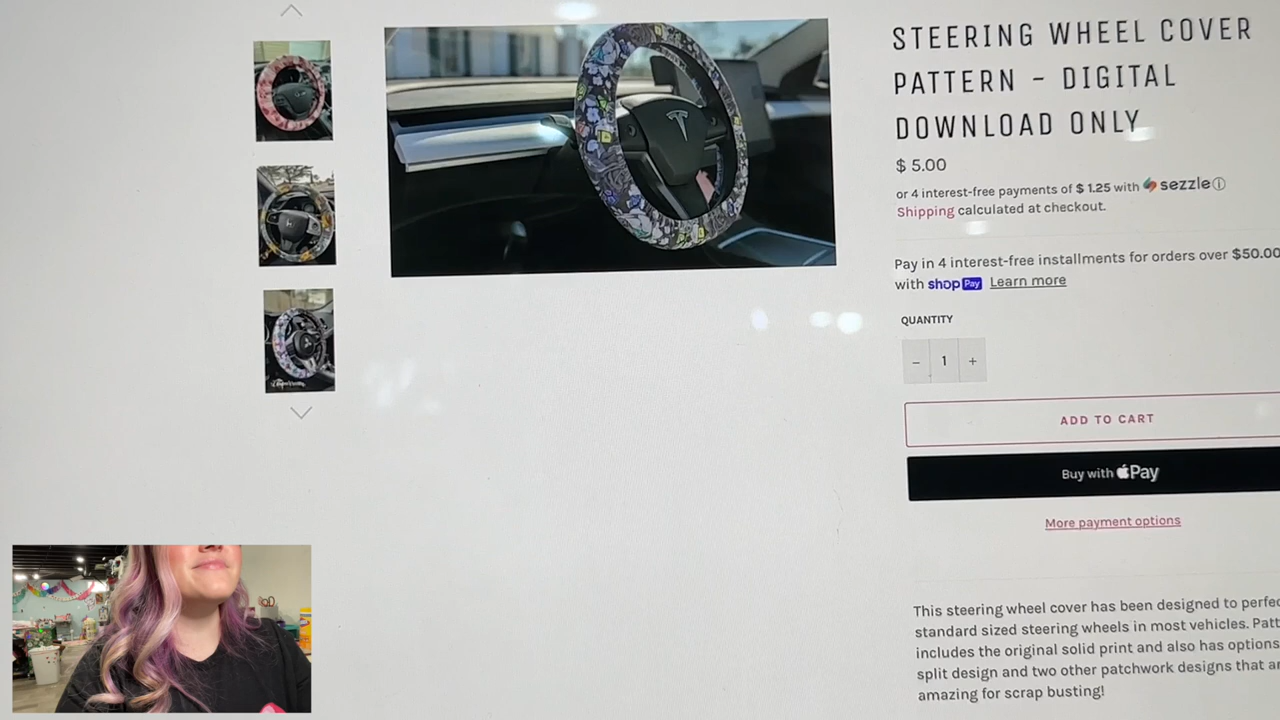 STEERING WHEEL COVER
PATTERN - DIGITAL
DOWNLOAD ONLY
$ 5.00
or 4 interest-free payments of $ 1.25 with sezzle
Shipping calculated at checkout.
Pay in 4 interest-free installments for orders over $50.00
with shop Pay Learn more
QUANTITY
− 1 +
ADD TO CART
Buy with Pay
More payment options
This steering wheel cover has been designed to
standard sized steering wheels in most vehicles.
includes the original solid print and also has options
split design and two other patchwork designs that
amazing for scrap busting!